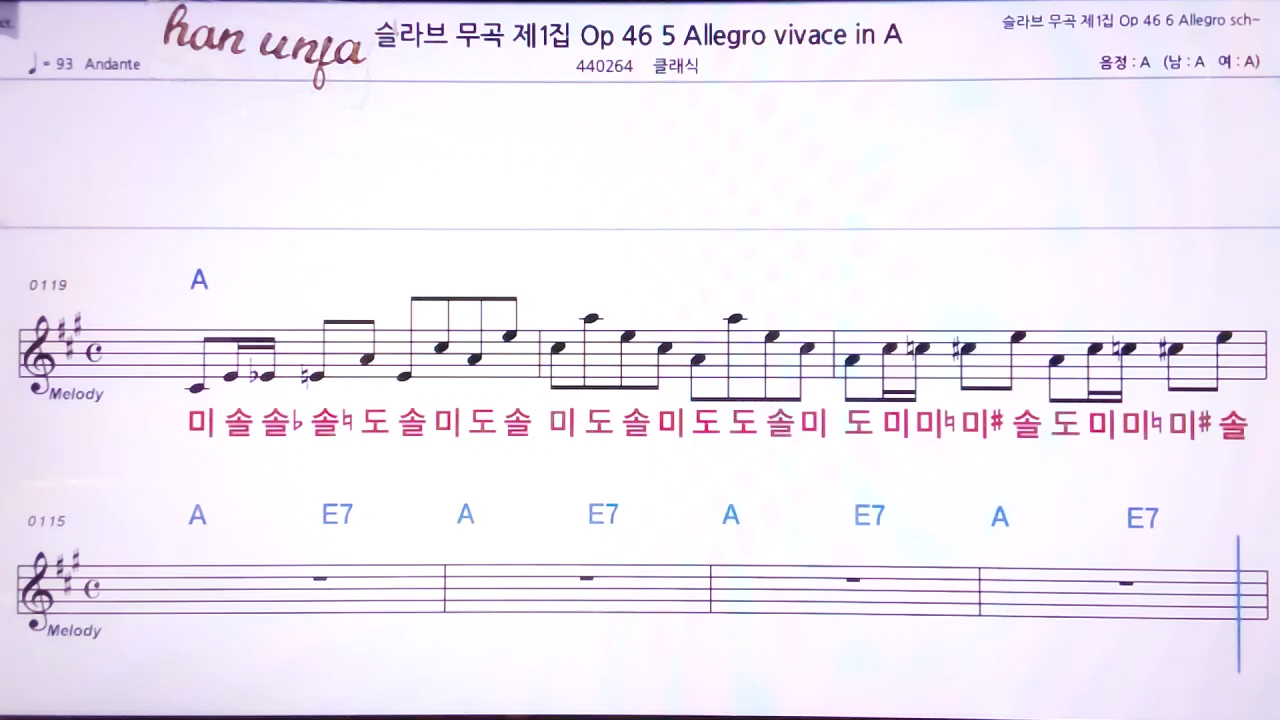 han unfa
슬라브 무곡 제1집 Op 46 5 Allegro vivace in A
슬라브 무곡 제1집 Op 46 6 Allegro sch~
♩ = 93 Andante
440264 클래식
음정 : A (남 : A 여 : A)
0119
A
Melody
미 솔 솔♭ 솔♮ 도 솔 미 도 솔 미 도 솔 미 도 도 솔 미 도 미 미♮ 미# 솔 도 미 미♮ 미# 솔
0115
A E7 A E7 A E7 A E7
Melody